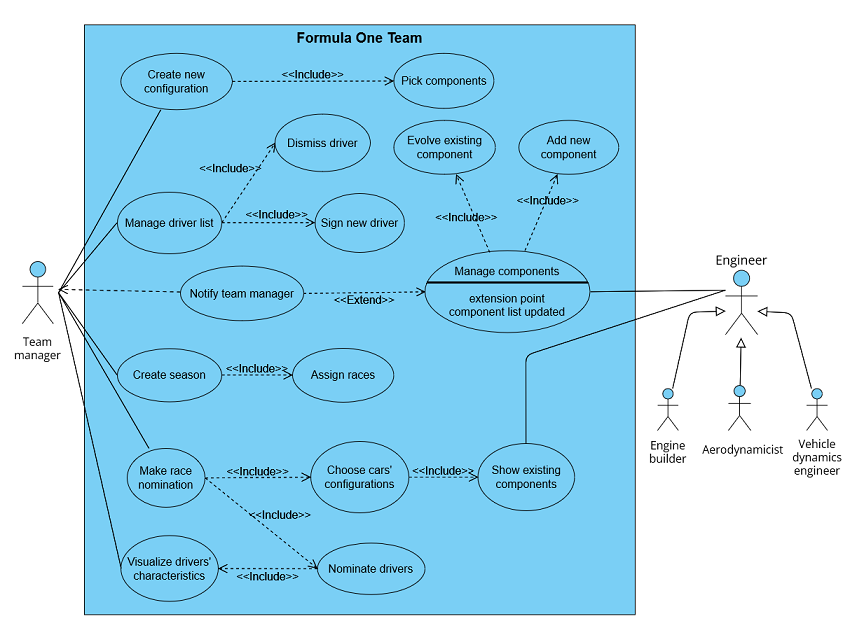 Formula One Team
Create new
configuration
<<Include>>
Pick components
Dismiss driver
Evolve existing
component
Add new
component
<<Include>>
<<Include>>
Manage driver list
<<Include>>
Sign new driver
<<Include>>
Engineer
Manage components
Notify team manager
<<Extend>>
extension point
component list updated
Team
manager
Create season
<<Include>>
Assign races
Engine
builder
Aerodynamicist
Vehicle
dynamics
engineer
Make race
nomination
<<Include>>
Choose cars'
configurations
<<Include>>
Show existing
components
<<Include>>
Visualize drivers'
characteristics
<<Include>>
Nominate drivers